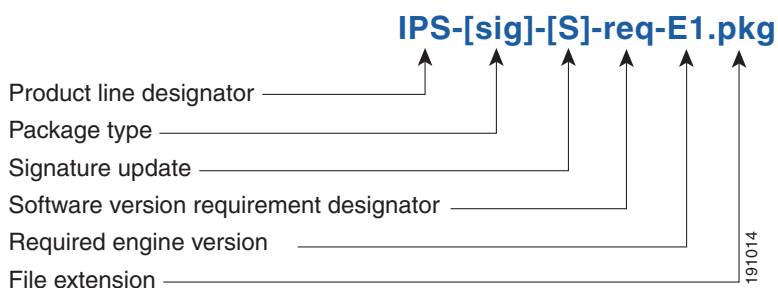 IPS-[sig]-[S]-req-E1.pkg
Product line designator
Package type
Signature update
Software version requirement designator
Required engine version
File extension
191014